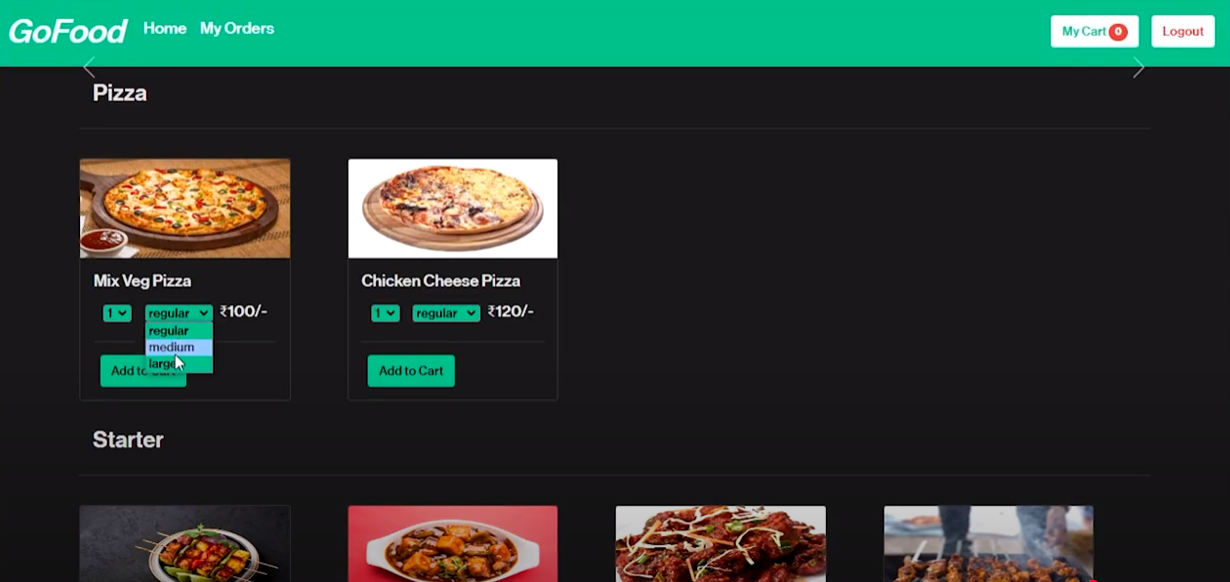 GoFood Home My Orders My Cart 0 Logout
Pizza
Mix Veg Pizza Chicken Cheese Pizza
1 regular ₹100/- 1 regular ₹120/-
regular
medium
large
Add to Cart Add to Cart
Starter